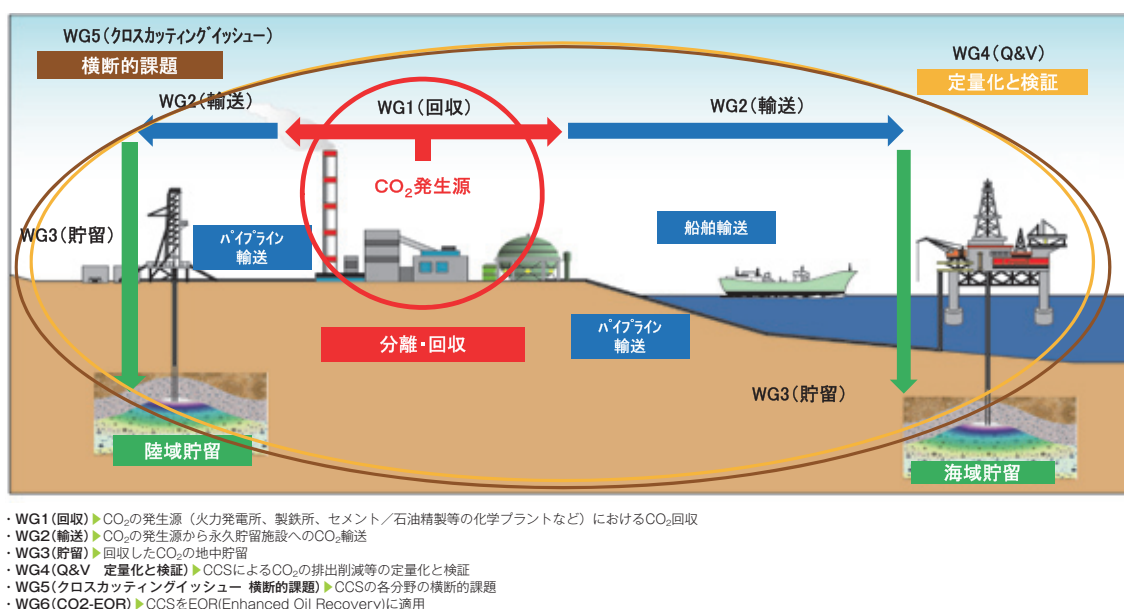 WG5(クロスカッティングイッシュー)
横断的課題
WG4(Q&V)
定量化と検証
WG2(輸送)
WG1(回収)
WG2(輸送)
CO₂発生源
WG3(貯留)
パイプライン
輸送
船舶輸送
分離・回収
パイプライン
輸送
WG3(貯留)
陸域貯留
海域貯留
・WG1(回収)▶CO₂の発生源(火力発電所、製鉄所、セメント/石油精製等の化学プラントなど)におけるCO₂回収
・WG2(輸送)▶CO₂の発生源から永久貯留施設へのCO₂輸送
・WG3(貯留)▶回収したCO₂の地中貯留
・WG4(Q&V 定量化と検証)▶CCSによるCO₂の排出削減等の定量化と検証
・WG5(クロスカッティングイッシュー 横断的課題)▶CCSの各分野の横断的課題
・WG6(CO2-EOR)▶CCSをEOR(Enhanced Oil Recovery)に適用